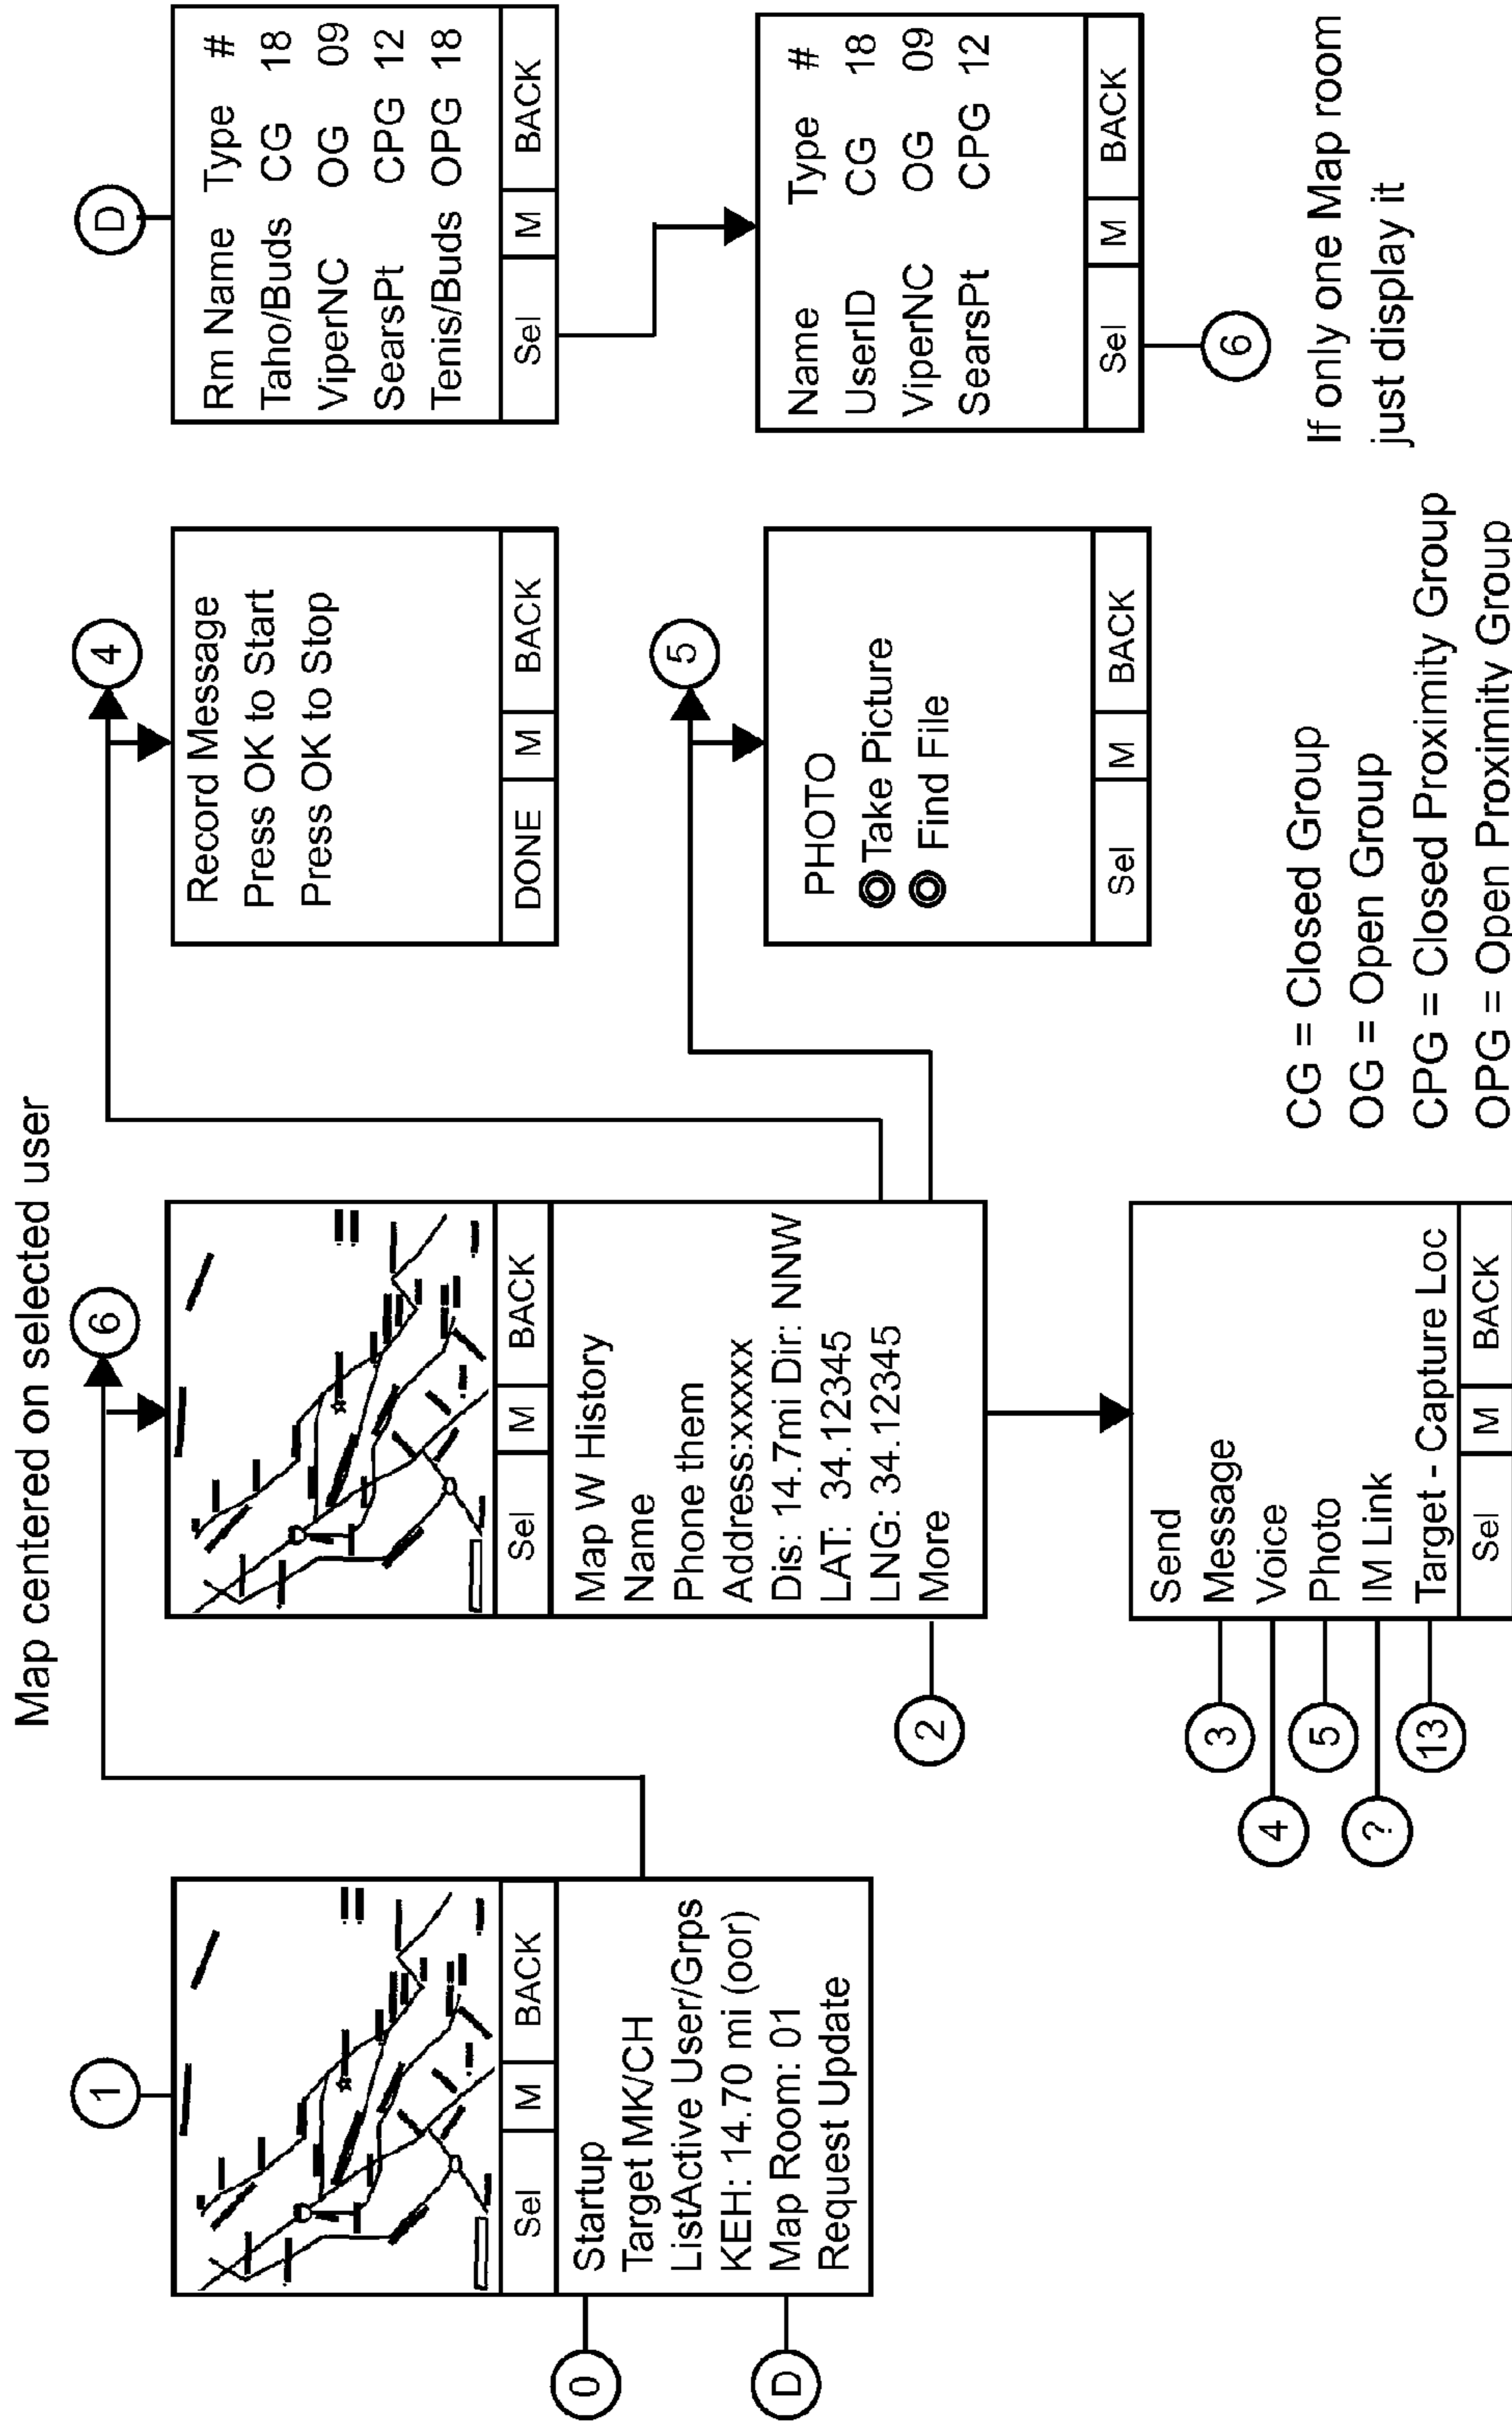 Map centered on selected user
1
Sel M BACK
Startup
Target MK/CH
ListActive User/Grps
KEH: 14.70 mi (oor)
Map Room: 01
Request Update
0
D
6
Sel M BACK
Map W History
Name
Phone them
Address:xxxxx
Dis: 14.7mi Dir: NNW
LAT: 34.12345
LNG: 34.12345
More
2
Send
Message
Voice
Photo
IM Link
Target - Capture Loc
Sel M BACK
3
4
5
?
13
4
Record Message
Press OK to Start
Press OK to Stop
DONE M BACK
5
PHOTO
Take Picture
Find File
Sel M BACK
CG = Closed Group
OG = Open Group
CPG = Closed Proximity Group
OPG = Open Proximity Group
D
Rm Name Type #
Taho/Buds CG 18
ViperNC OG 09
SearsPt CPG 12
Tenis/Buds OPG 18
Sel M BACK
Name Type #
UserID CG 18
ViperNC OG 09
SearsPt CPG 12
Sel M BACK
6
If only one Map room
just display it